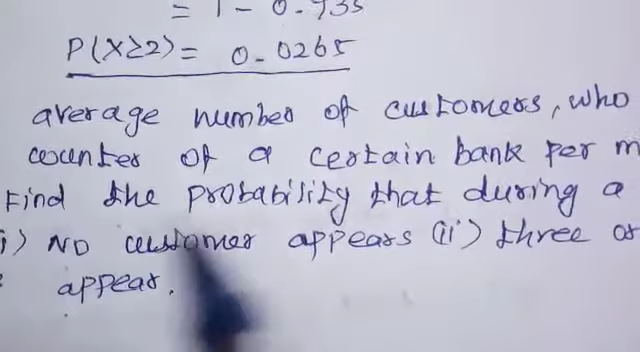 = 1 - 0.935
P(X≥2) = 0.0265
average number of customers, who
counter of a certain bank per m
Find the probability that during a
i) NO customer appears (ii) three or
appear.